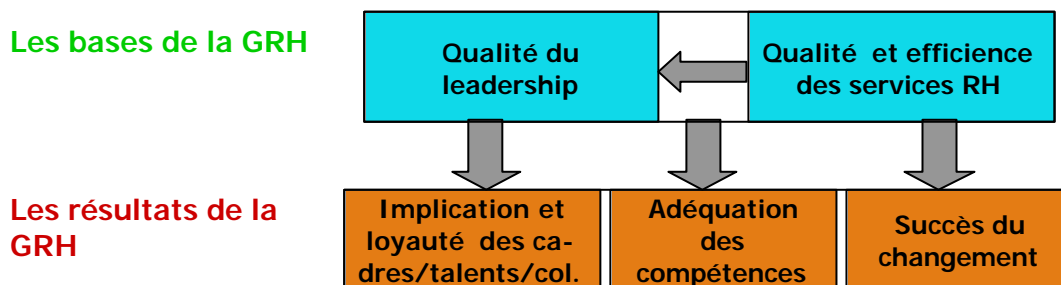 Les bases de la GRH
Qualité du
leadership
Qualité et efficience
des services RH
Les résultats de la
GRH
Implication et
loyauté des ca-
dres/talents/col.
Adéquation
des
compétences
Succès du
changement